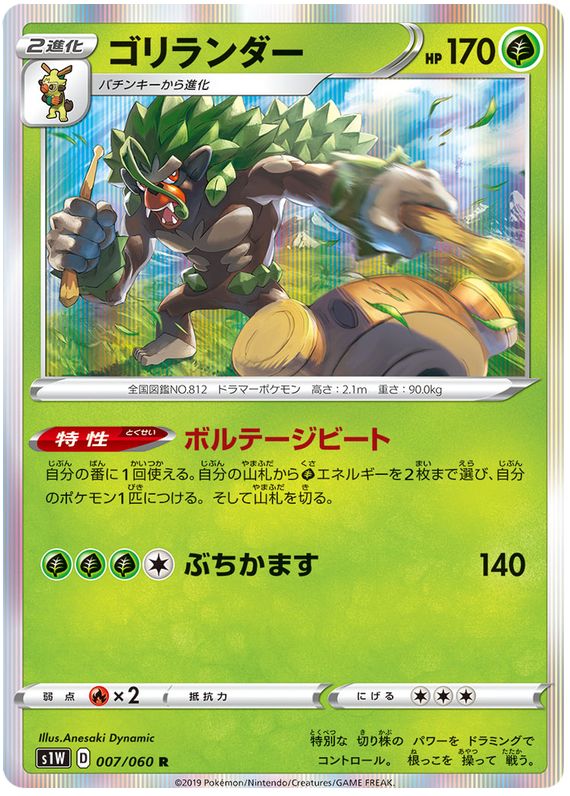 2進化
ゴリランダー
HP 170
バチンキーから進化
全国図鑑NO.812 ドラマーポケモン 高さ:2.1m 重さ:90.0kg
特性 とくせい ボルテージビート
自分の番に1回使える。自分の山札からエネルギーを2枚まで選び、自分
のポケモン1匹につける。そして山札を切る。
ぶちかます 140
弱点 ×2 抵抗力 にげる
Illus.Anesaki Dynamic
特別な 切り株の パワーを ドラミングで
コントロール。 根っこを 操って 戦う。
s1W D 007/060 R
©2019 Pokémon/Nintendo/Creatures/GAME FREAK.